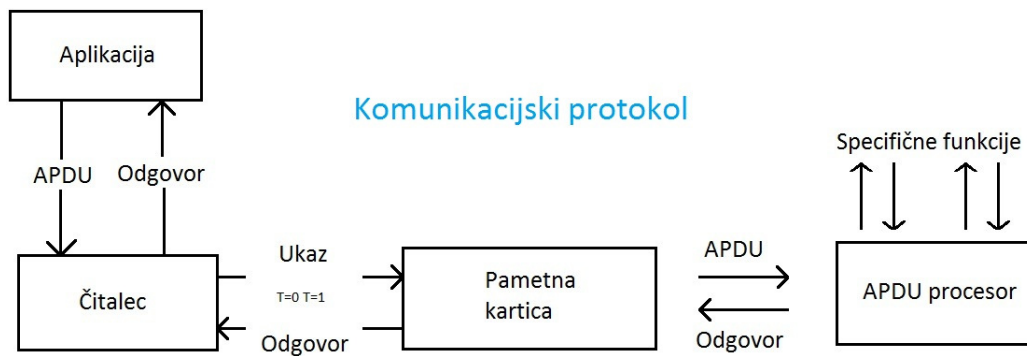 Aplikacija
Komunikacijski protokol
APDU
Odgovor
Specifične funkcije
Čitalec
Ukaz
T=0 T=1
Odgovor
Pametna
kartica
APDU
Odgovor
APDU procesor